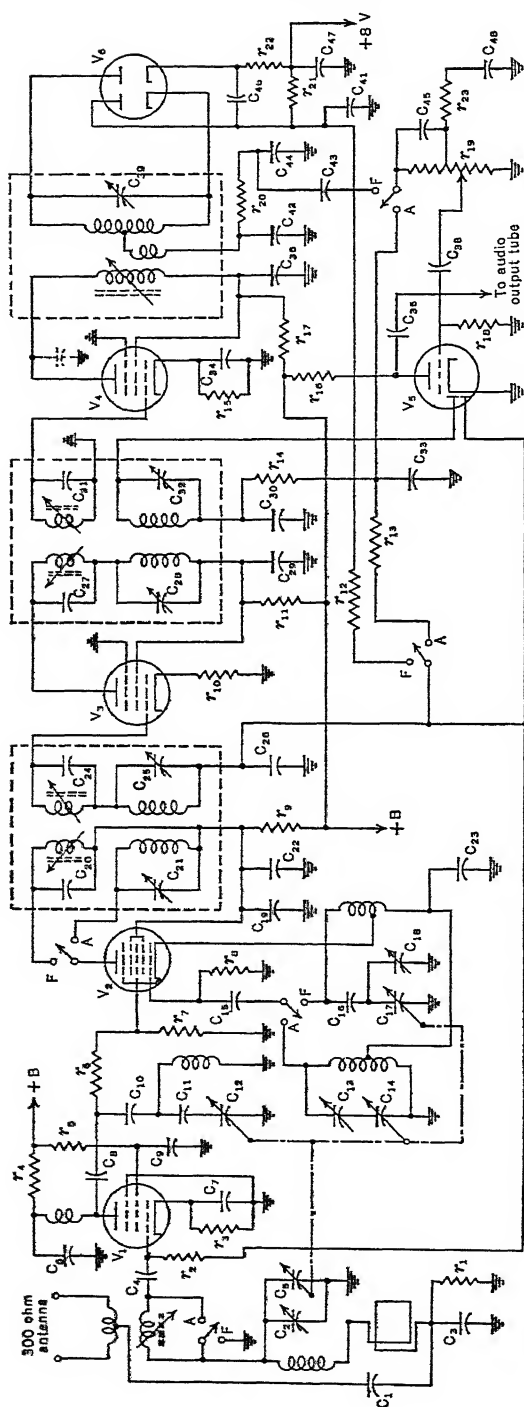 300 ohm
antenna
C₆
r₄
+B
r₅
C₈
r₆
V₁
C₉
C₁₀
C₄
r₂
r₃
C₇
C₁₁
C₁₂
r₇
A
F
C₂
C₅
C₁
C₃
r₁
F
A
V₂
C₂₀
C₂₄
C₂₁
C₂₅
C₁₉
C₂₂
r₉
C₂₆
+B
r₈
C₁₅
A
F
C₁₃
C₁₄
C₁₆
C₁₇
C₁₈
C₂₃
V₃
r₁₀
C₂₇
C₃₁
C₂₈
C₃₂
r₁₁
C₂₉
C₃₀
r₁₄
F
A
r₁₂
r₁₃
C₃₃
V₄
r₁₅
C₃₄
r₁₇
r₁₆
C₃₅
To audio
output tube
V₅
r₁₈
C₃₈
C₃₉
C₄₂
r₂₀
C₄₄
C₄₃
F
A
C₄₅
r₁₉
r₂₃
C₄₈
V₆
r₂₂
C₄₆
r₂₁
C₄₇
C₄₁
+8 V